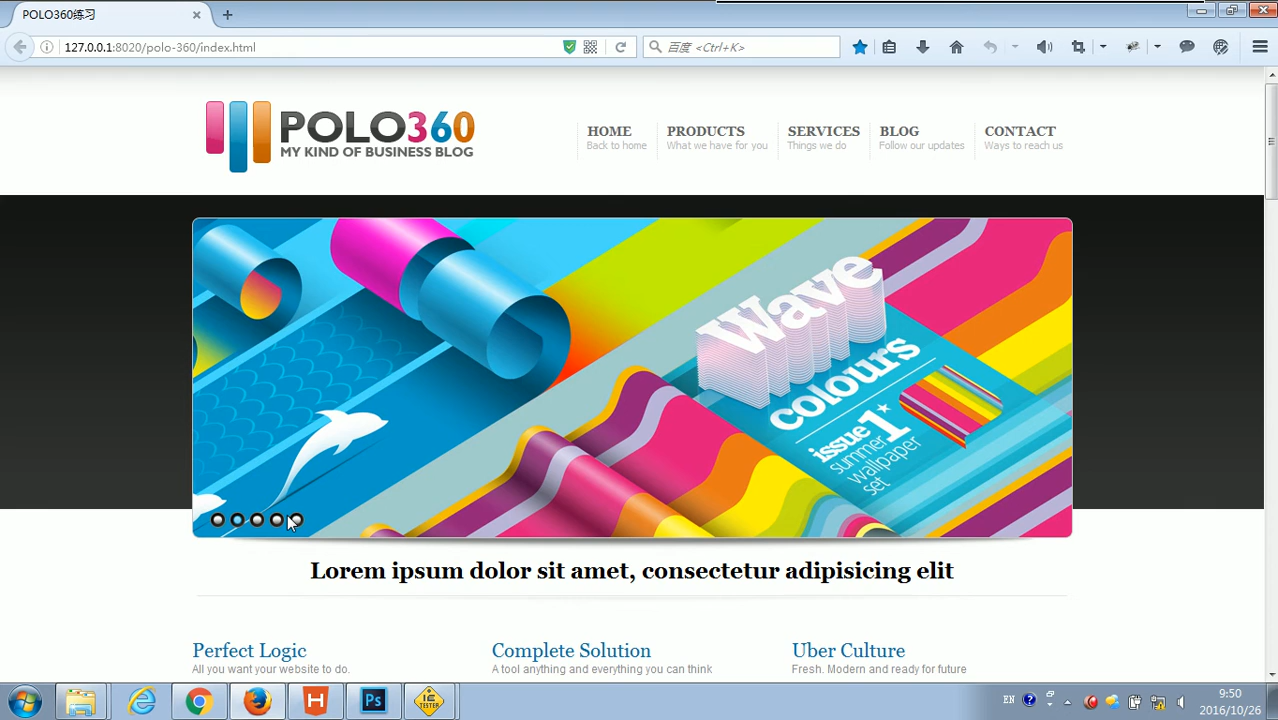 POLO360练习
127.0.0.1:8020/polo-360/index.html
百度 <Ctrl+K>
POLO360
MY KIND OF BUSINESS BLOG
HOME
Back to home
PRODUCTS
What we have for you
SERVICES
Things we do
BLOG
Follow our updates
CONTACT
Ways to reach us
Wave
colours
issue 1*
summer
wallpaper
set
Lorem ipsum dolor sit amet, consectetur adipisicing elit
Perfect Logic
All you want your website to do.
Complete Solution
A tool anything and everything you can think
Uber Culture
Fresh. Modern and ready for future
H
Ps
IE
TESTER
EN
9:50
2016/10/26